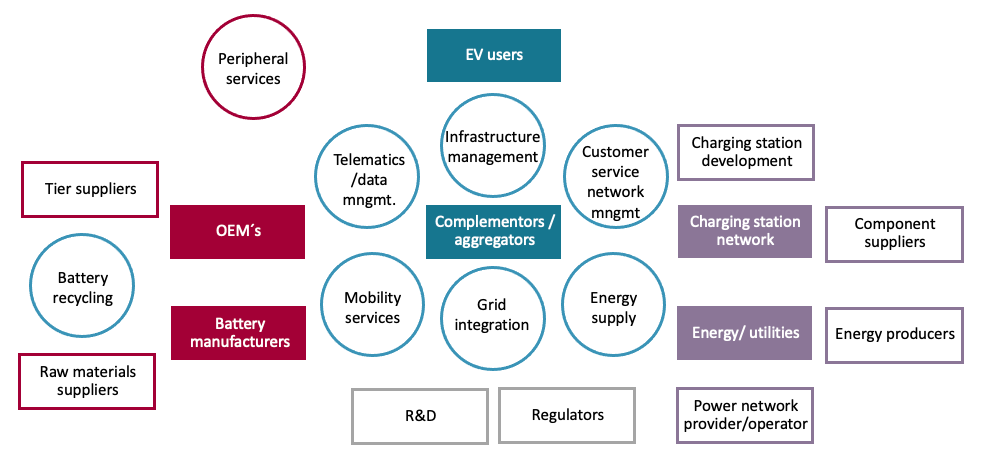 Peripheral
services
EV users
Infrastructure
management
Telematics
/data
mngmt.
Customer
service
network
mngmt
Charging station
development
Tier suppliers
OEM´s
Complementors /
aggregators
Charging station
network
Component
suppliers
Battery
recycling
Mobility
services
Grid
integration
Energy
supply
Battery
manufacturers
Energy/ utilities
Energy producers
Raw materials
suppliers
R&D
Regulators
Power network
provider/operator